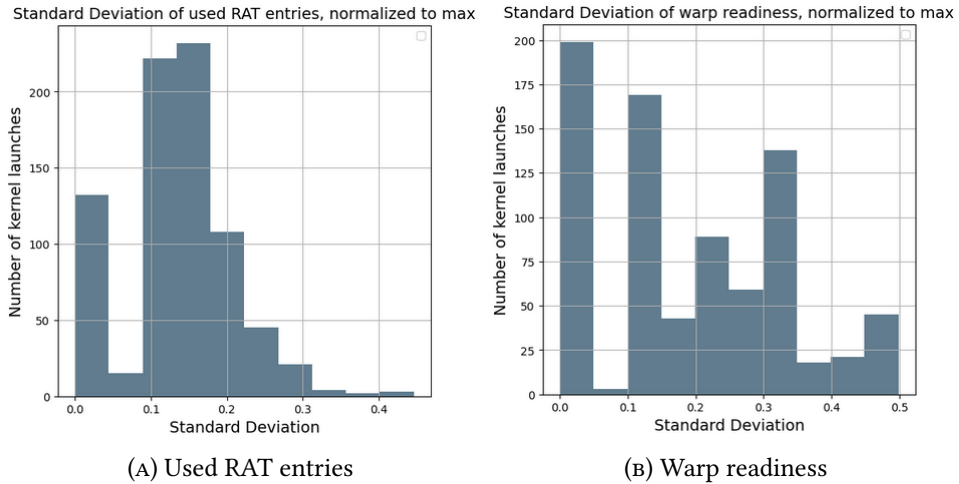 Standard Deviation of used RAT entries, normalized to max
Number of kernel launches
200
150
100
50
0
0.0 0.1 0.2 0.3 0.4
Standard Deviation
(A) Used RAT entries
Standard Deviation of warp readiness, normalized to max
Number of kernel launches
200
175
150
125
100
75
50
25
0
0.0 0.1 0.2 0.3 0.4 0.5
Standard Deviation
(B) Warp readiness